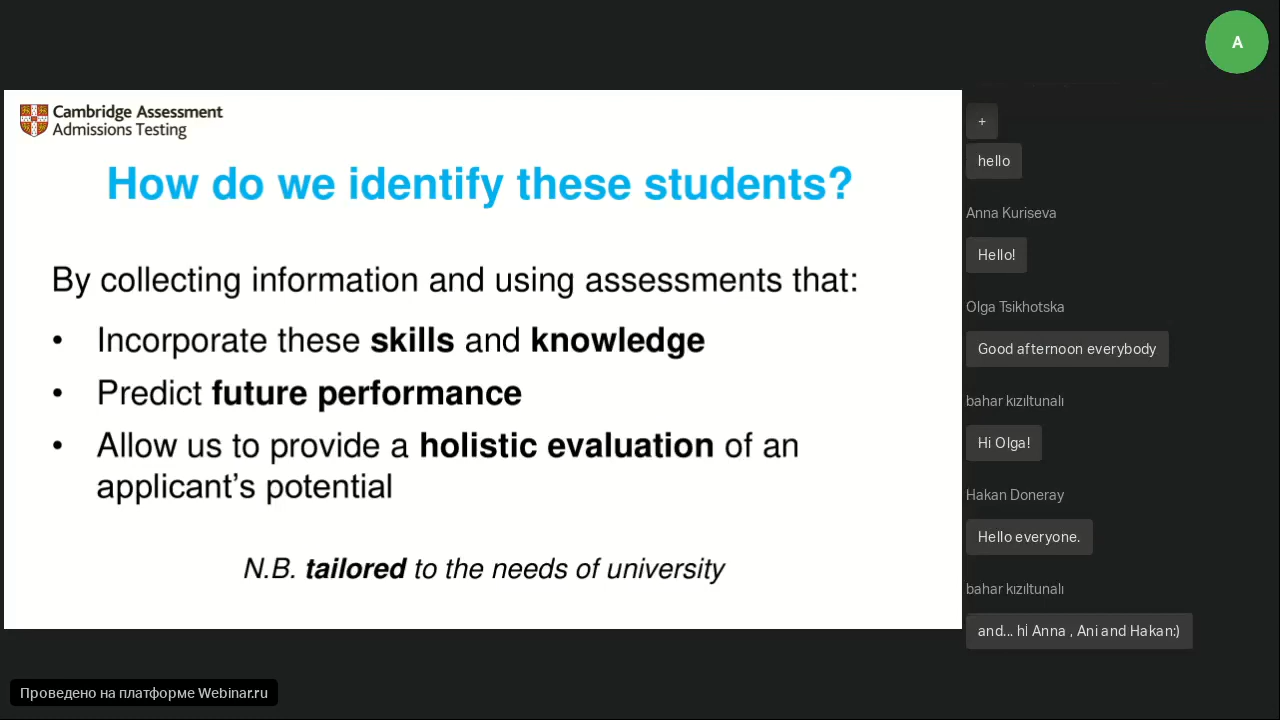 A
Cambridge Assessment
Admissions Testing
How do we identify these students?
By collecting information and using assessments that:
• Incorporate these skills and knowledge
• Predict future performance
• Allow us to provide a holistic evaluation of an
applicant’s potential
N.B. tailored to the needs of university
+
hello
Anna Kuriseva
Hello!
Olga Tsikhotska
Good afternoon everybody
bahar kızıltunalı
Hi Olga!
Hakan Doneray
Hello everyone.
bahar kızıltunalı
and... hi Anna , Ani and Hakan:)
Проведено на платформе Webinar.ru